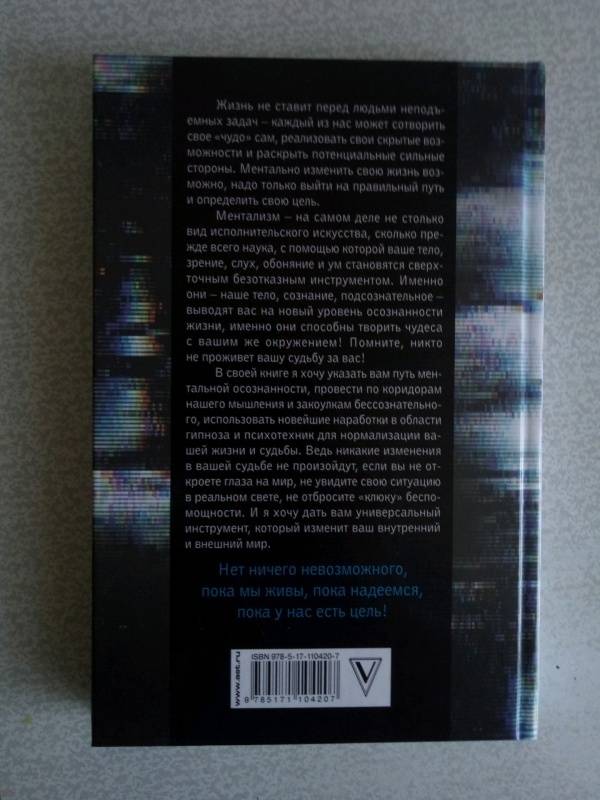 Жизнь не ставит перед людьми неподъ-
емных задач – каждый из нас может сотворить
свое «чудо» сам, реализовать свои скрытые воз-
можности и раскрыть потенциальные сильные
стороны. Ментально изменить свою жизнь воз-
можно, надо только выйти на правильный путь
и определить свою цель.
Ментализм – на самом деле не столько
вид исполнительского искусства, сколько пре-
жде всего наука, с помощью которой ваше тело,
зрение, слух, обоняние и ум становятся сверх-
точным безотказным инструментом. Именно
они – наше тело, сознание, подсознательное –
выводят вас на новый уровень осознанности
жизни, именно они способны творить чудеса
с вашим же окружением! Помните, никто
не проживет вашу судьбу за вас!
В своей книге я хочу указать вам путь мен-
тальной осознанности, провести по коридорам
нашего мышления и закоулкам бессознательно-
го, использовать новейшие наработки в области
гипноза и психотехник для нормализации ва-
шей жизни и судьбы. Ведь никакие изменения
в вашей судьбе не произойдут, если вы не от-
кроете глаза на мир, не увидите свою ситуацию
в реальном свете, не отбросите «клюку» беспо-
мощности. И я хочу дать вам универсальный
инструмент, который изменит ваш внутренний
и внешний мир.
Нет ничего невозможного,
пока мы живы, пока надеемся,
пока у нас есть цель!
www.ast.ru
ISBN 978-5-17-110420-7
9 785171 104207